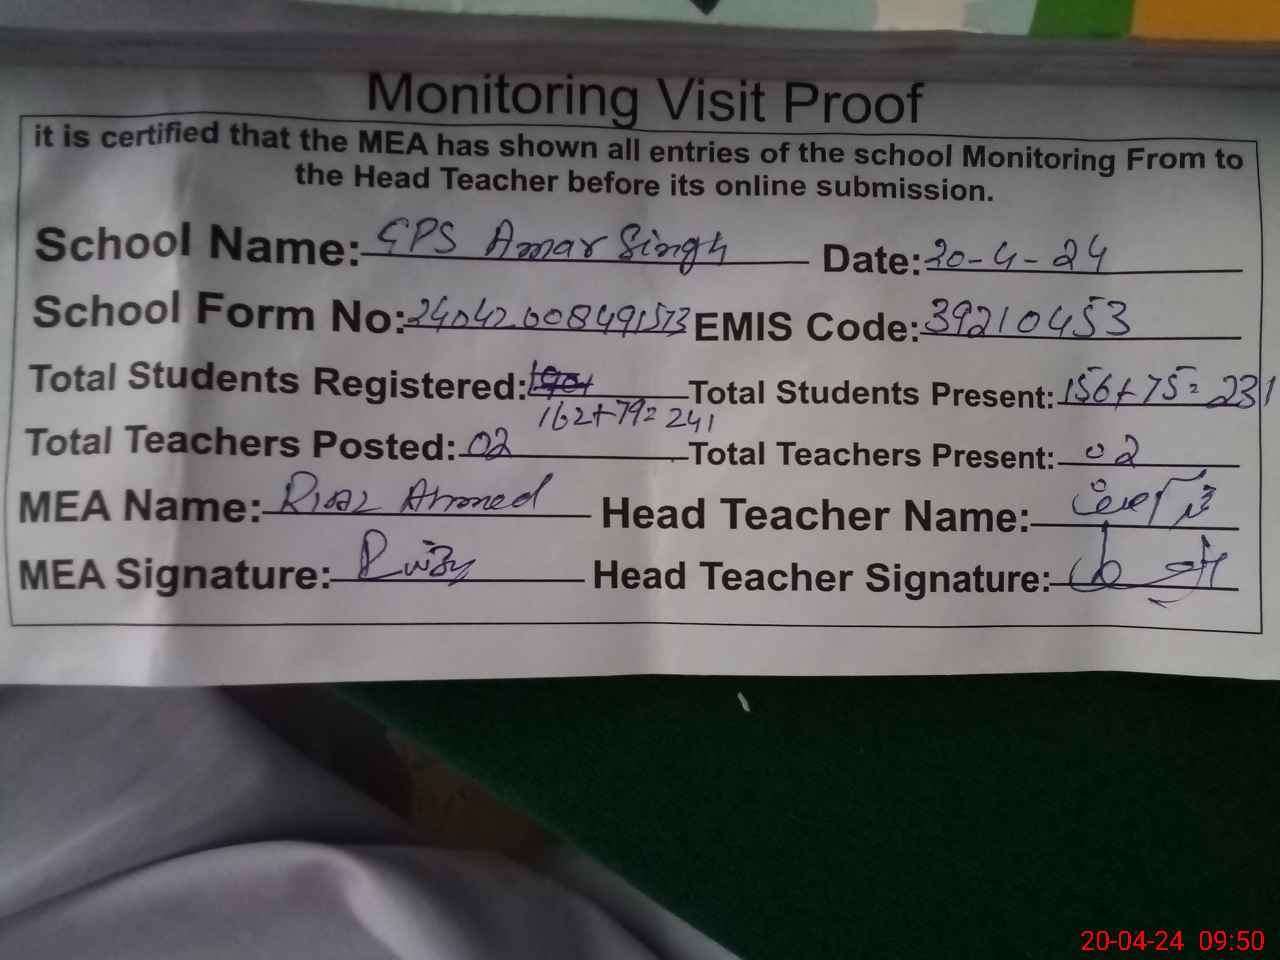 Monitoring Visit Proof
it is certified that the MEA has shown all entries of the school Monitoring From to
the Head Teacher before its online submission.
School Name: GPS Amar Singh Date: 20-4-24
School Form No: 24042008491573 EMIS Code: 39210453
Total Students Registered: Total Students Present: 156+75=231
162+79=241
Total Teachers Posted: 02 Total Teachers Present: 02
MEA Name: Riaz Ahmed Head Teacher Name:
MEA Signature: Head Teacher Signature:
20-04-24 09:50